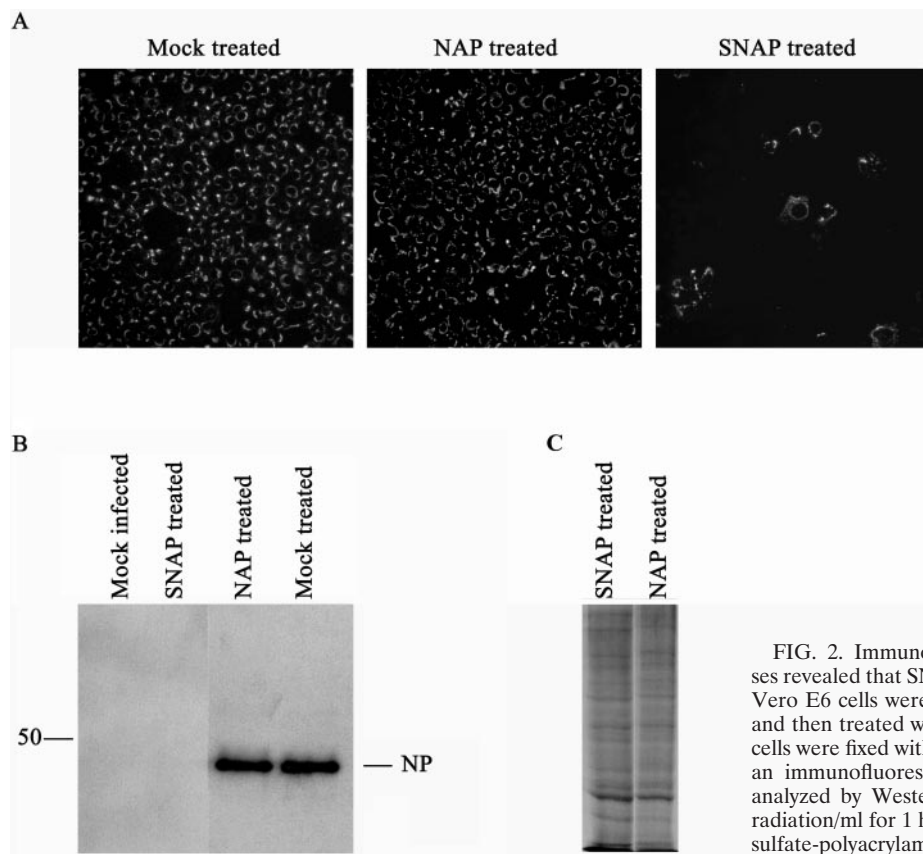 A
Mock treated
NAP treated
SNAP treated
B
Mock infected
SNAP treated
NAP treated
Mock treated
50
NP
C
SNAP treated
NAP treated
FIG. 2. Immuno
ses revealed that SN
Vero E6 cells were
and then treated w
cells were fixed with
an immunofluores
analyzed by Weste
radiation/ml for 1 h
sulfate-polyacrylan